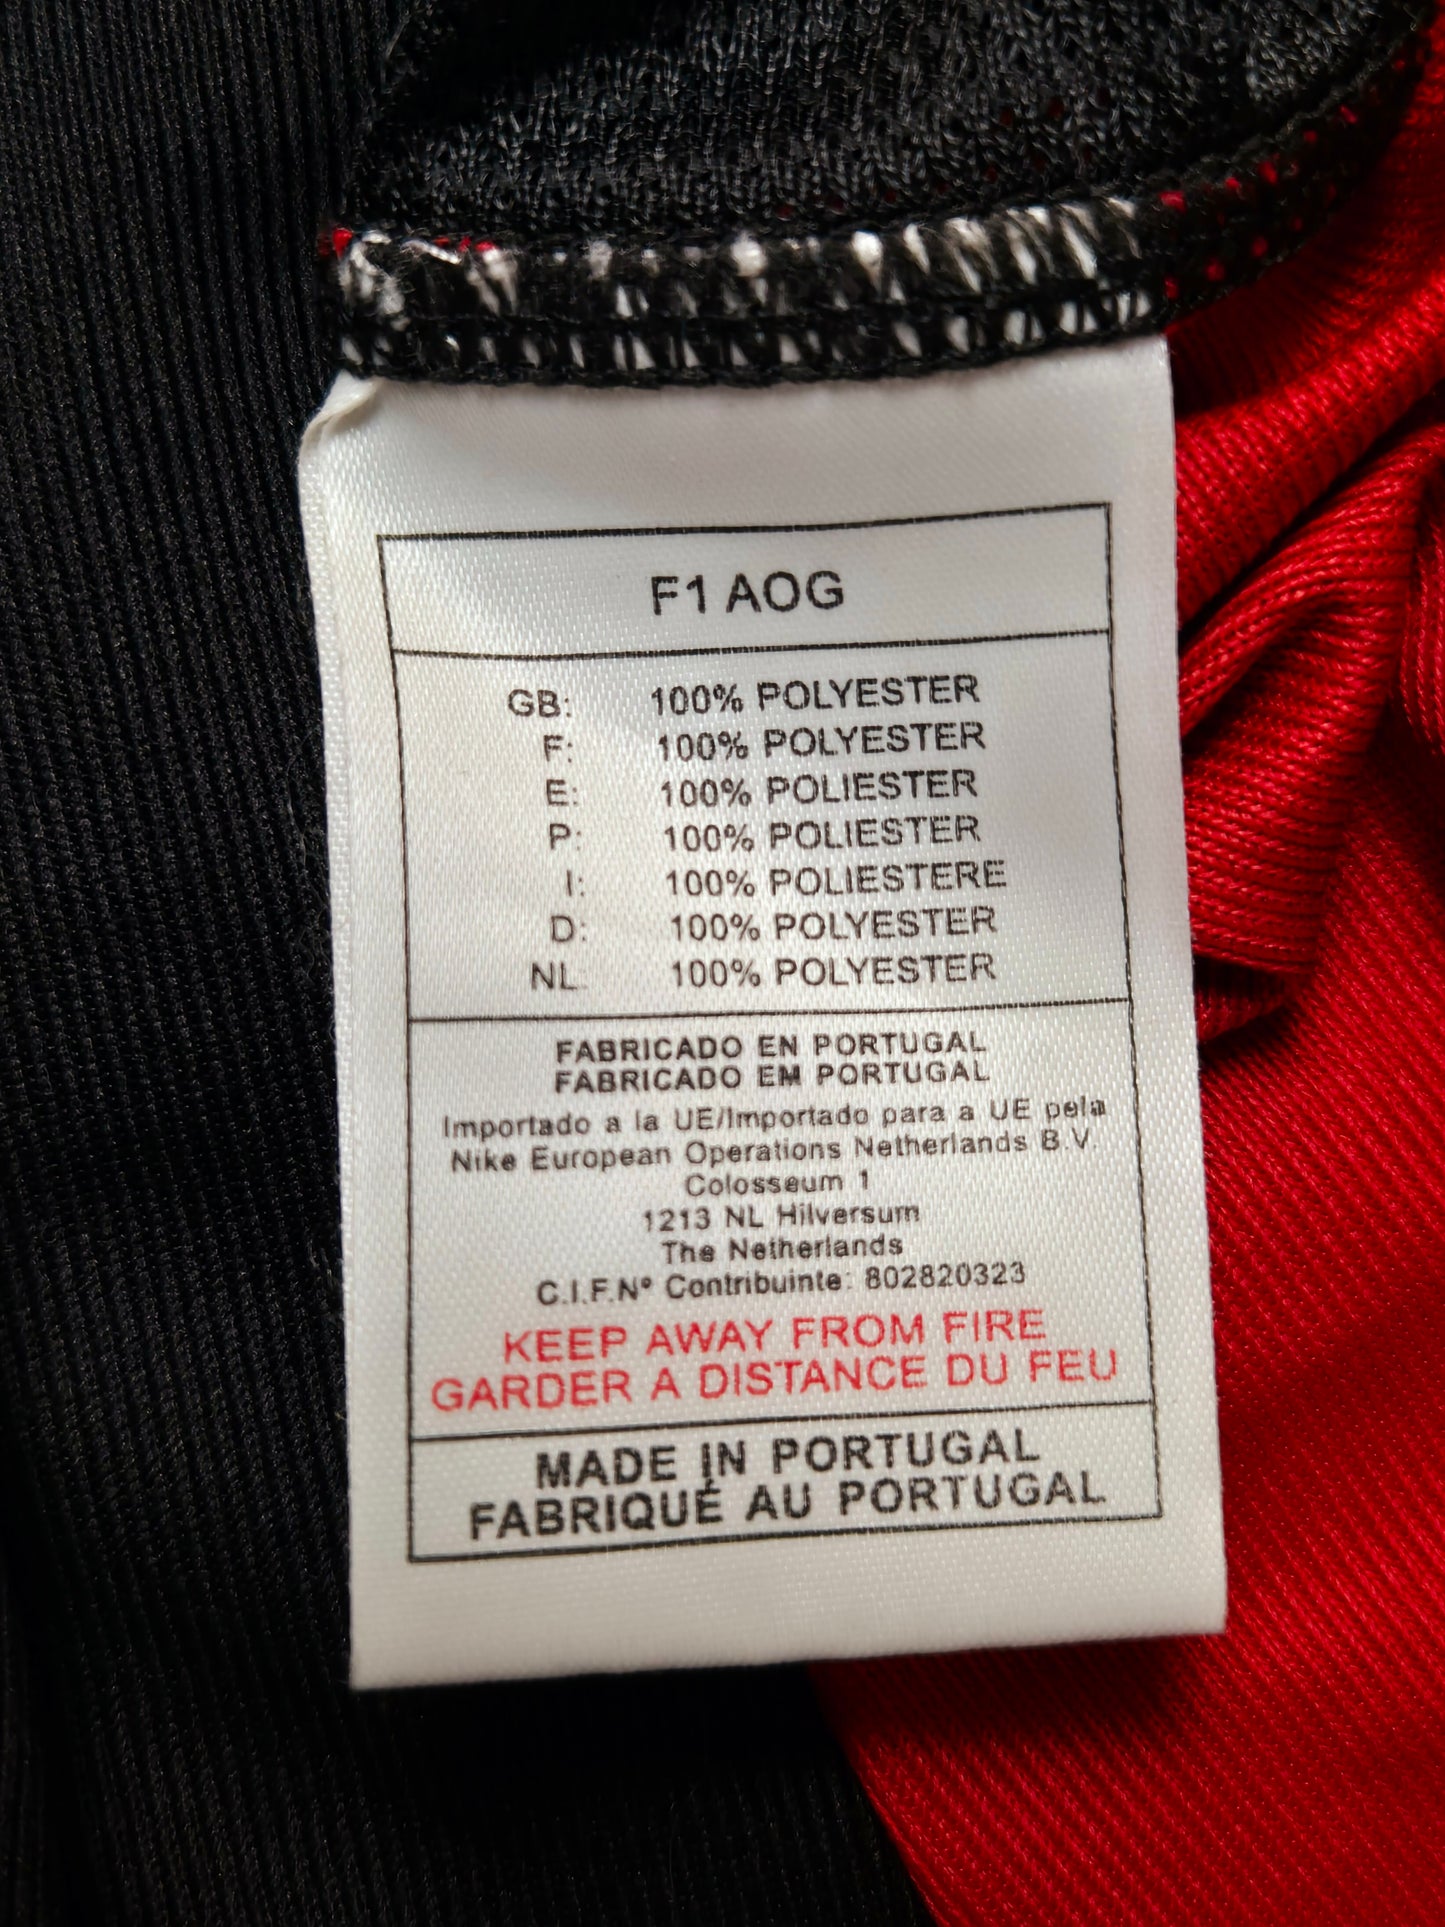 F1 AOG
GB: 100% POLYESTER
F: 100% POLYESTER
E: 100% POLIESTER
P: 100% POLIESTER
I: 100% POLIESTERE
D: 100% POLYESTER
NL: 100% POLYESTER
FABRICADO EN PORTUGAL
FABRICADO EM PORTUGAL
Importado a la UE/Importado para a UE pela
Nike European Operations Netherlands B.V.
Colosseum 1
1213 NL Hilversum
The Netherlands
C.I.F.Nº Contribuinte: 802820323
KEEP AWAY FROM FIRE
GARDER A DISTANCE DU FEU
MADE IN PORTUGAL
FABRIQUÉ AU PORTUGAL